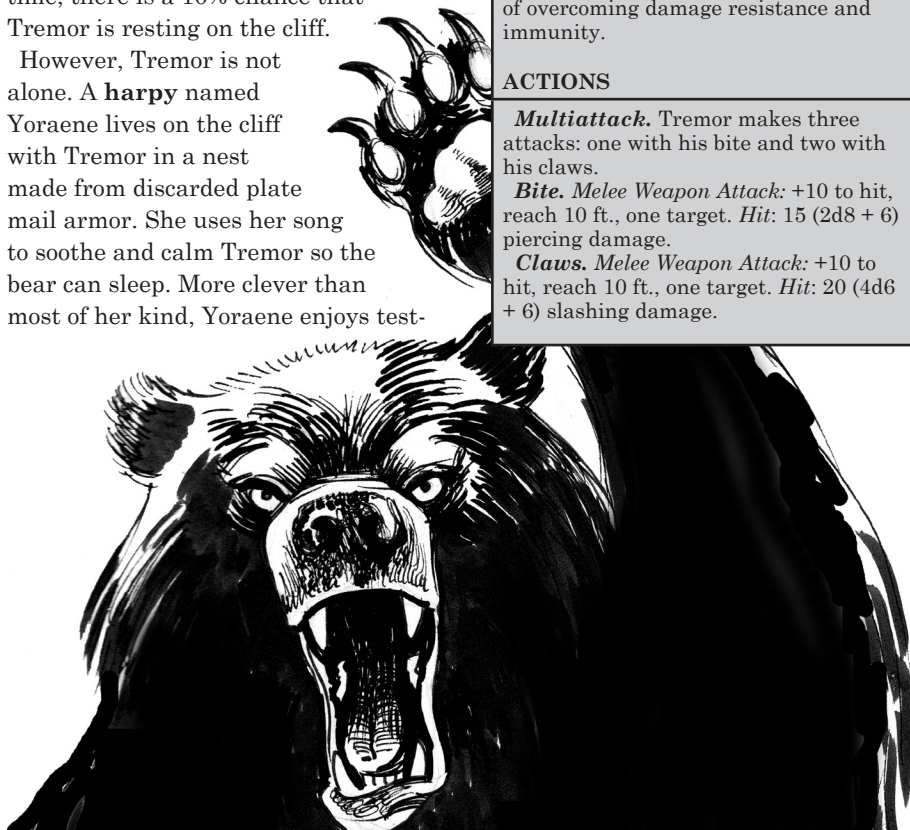 time, there is a 10% chance that
Tremor is resting on the cliff.
However, Tremor is not
alone. A harpy named
Yoraene lives on the cliff
with Tremor in a nest
made from discarded plate
mail armor. She uses her song
to soothe and calm Tremor so the
bear can sleep. More clever than
most of her kind, Yoraene enjoys test-
of overcoming damage resistance and
immunity.
ACTIONS
Multiattack. Tremor makes three
attacks: one with his bite and two with
his claws.
Bite. Melee Weapon Attack: +10 to hit,
reach 10 ft., one target. Hit: 15 (2d8 + 6)
piercing damage.
Claws. Melee Weapon Attack: +10 to
hit, reach 10 ft., one target. Hit: 20 (4d6
+ 6) slashing damage.